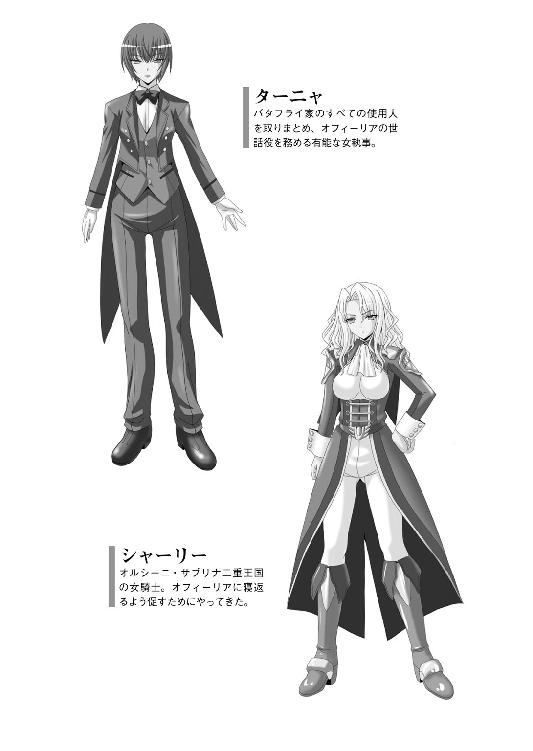 ターニャ
バタフライ家のすべての使用人
を取りまとめ、オフィーリアの世
話役を務める有能な女執事。
シャーリー
オルシーニ・サブリナ二重王国
の女騎士。オフィーリアに寝返
るよう促すためにやってきた。